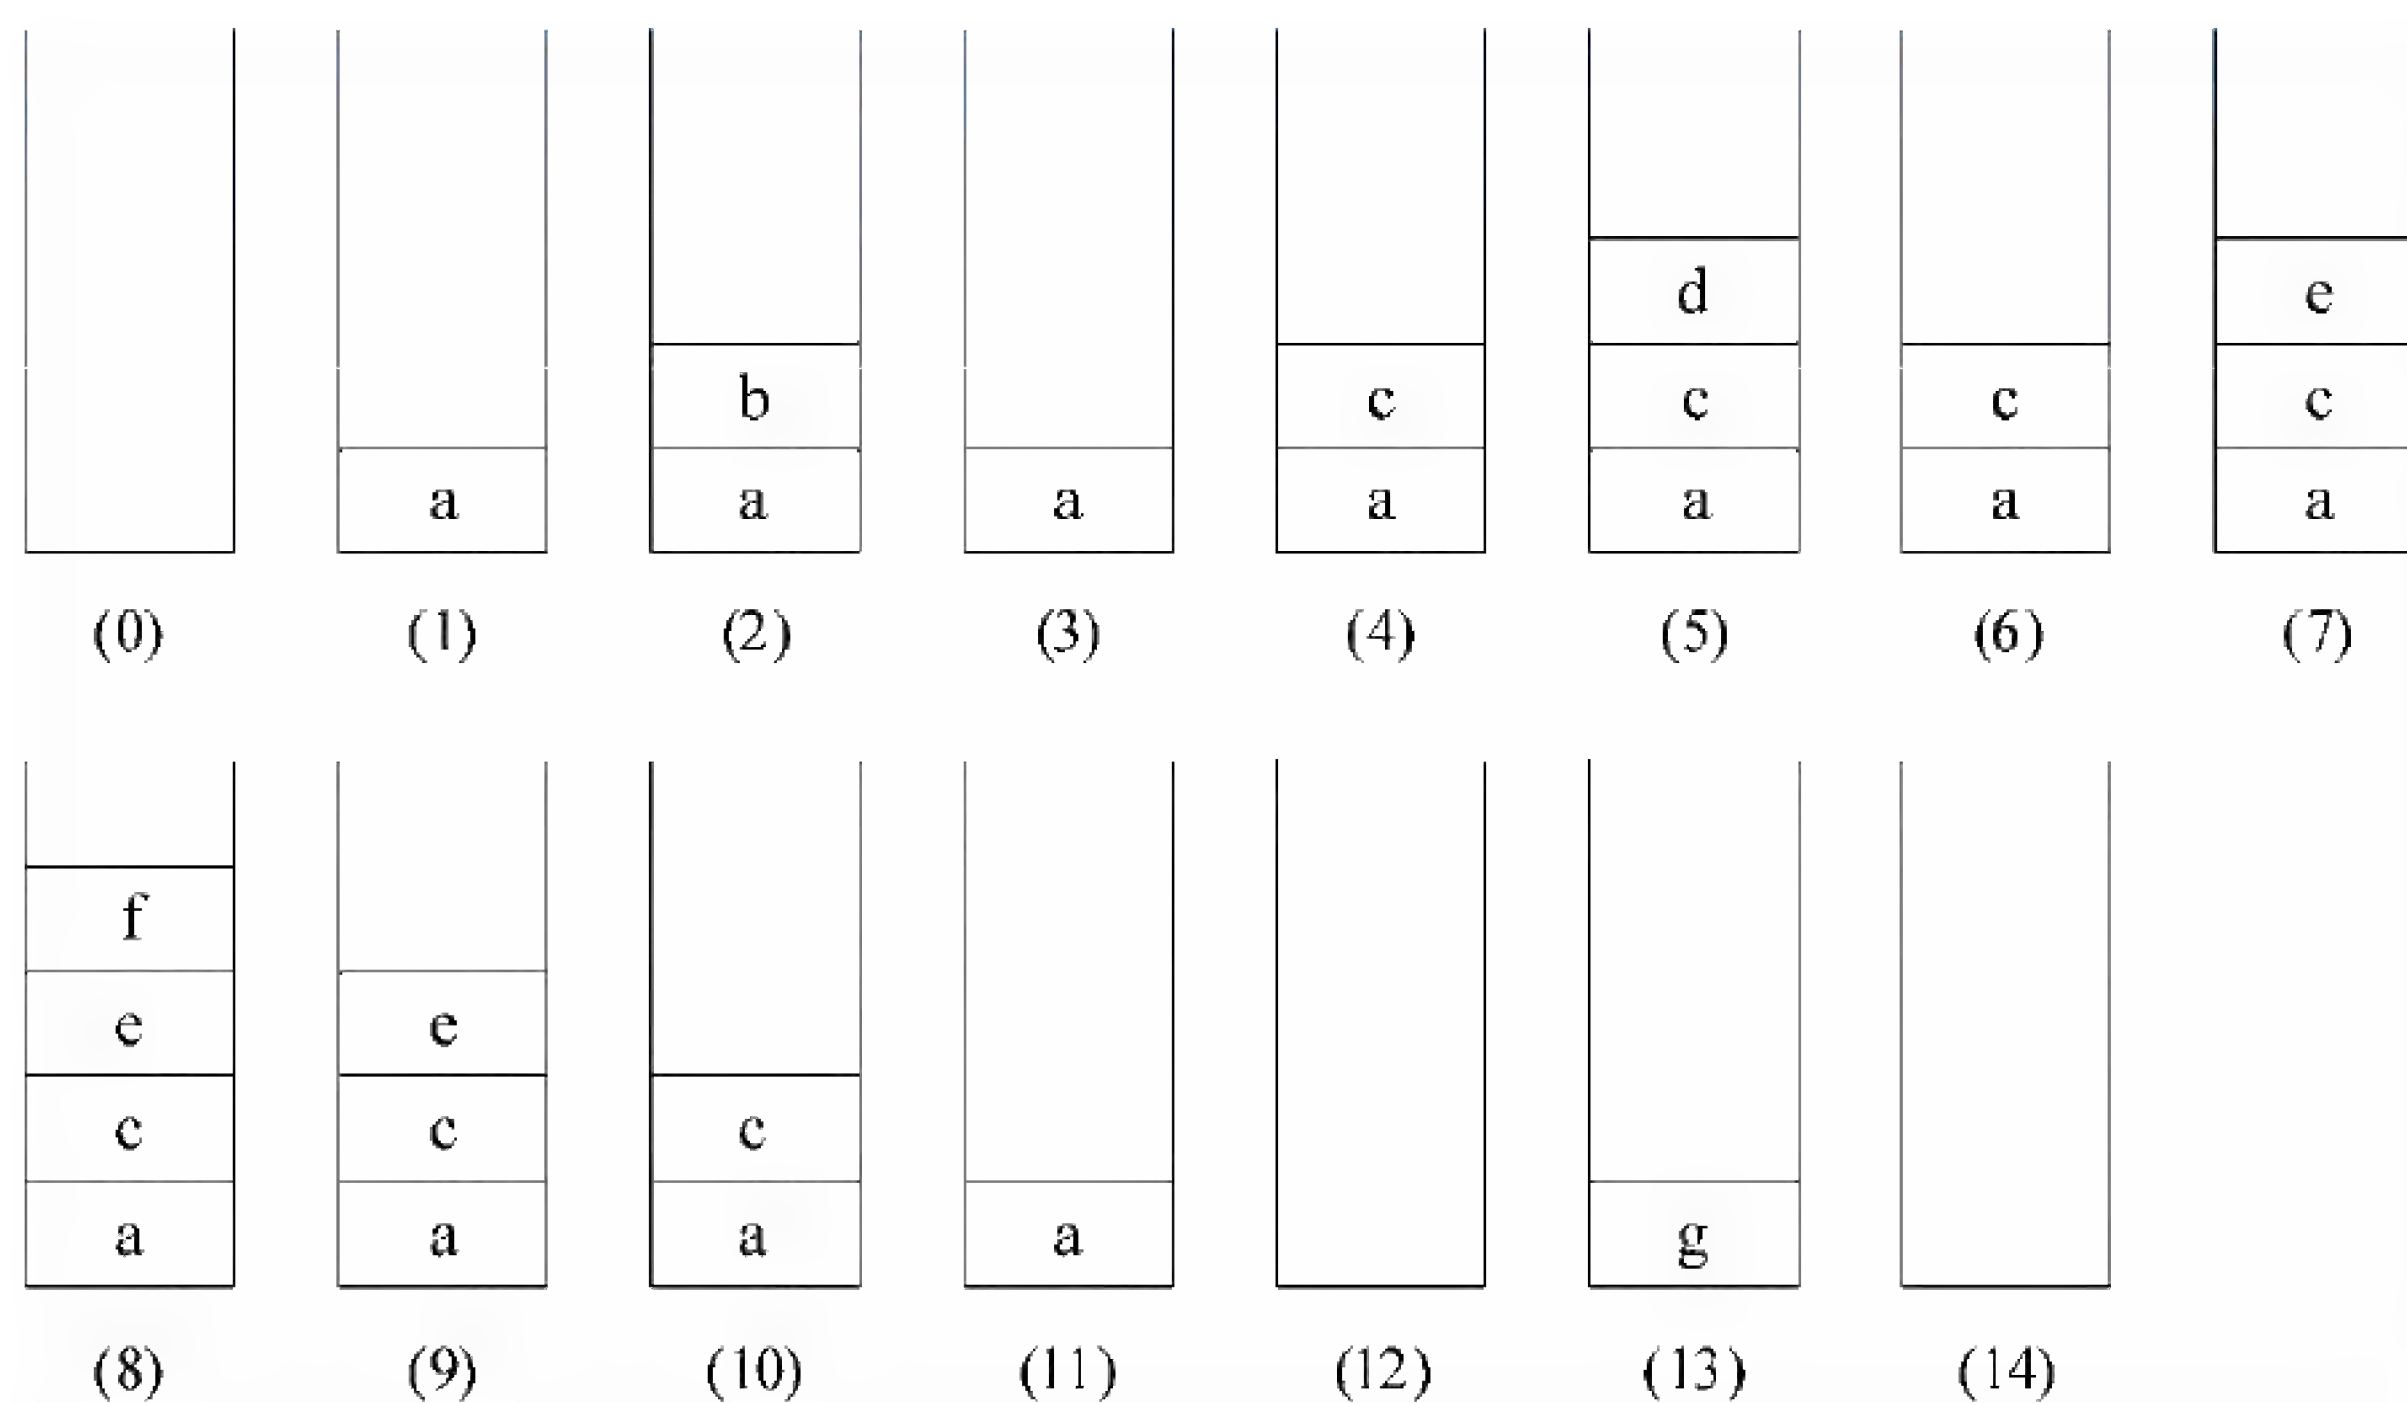 d e
b c c c c
a a a a a a a
(0) (1) (2) (3) (4) (5) (6) (7)
f
e e
c c c
a a a a g
(8) (9) (10) (11) (12) (13) (14)